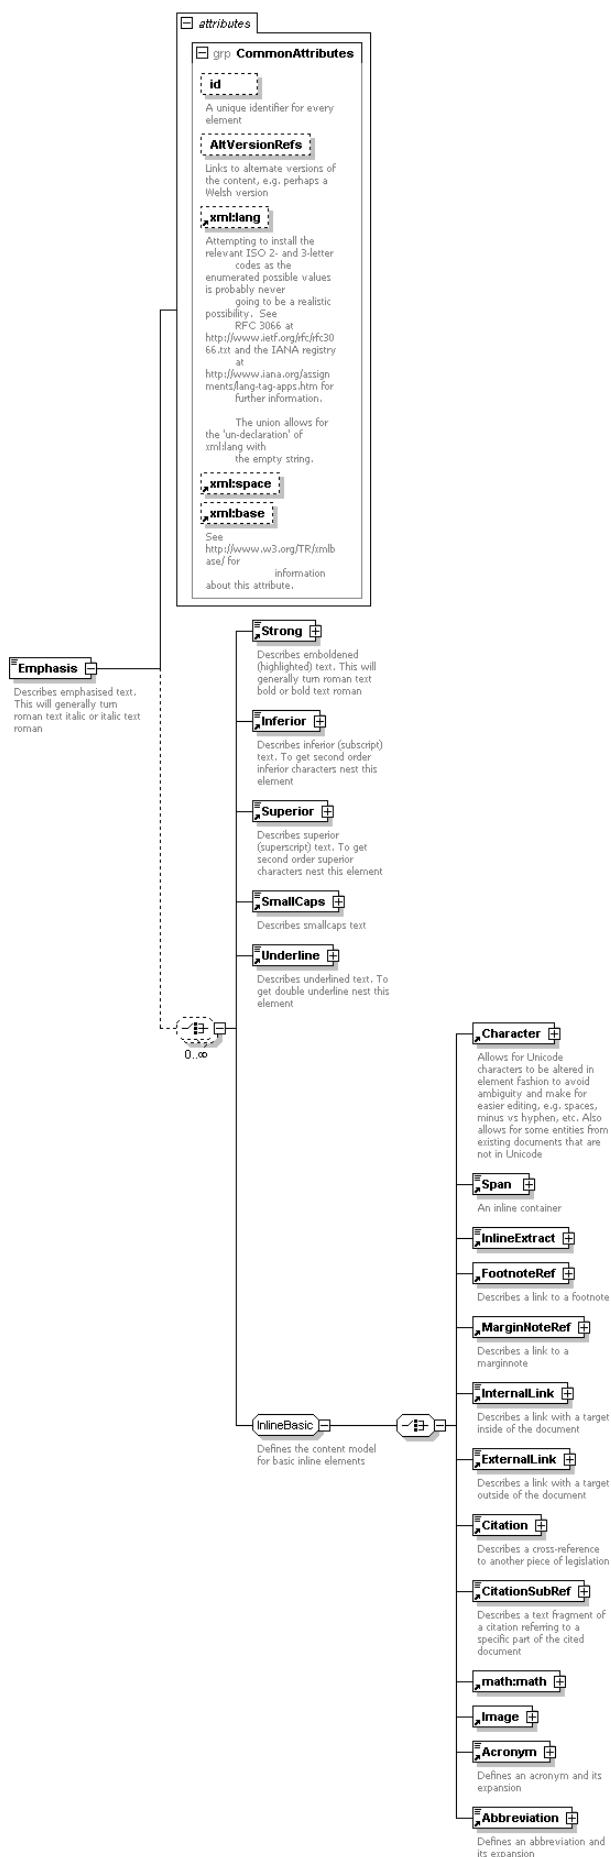 attributes
grp CommonAttributes
id
A unique identifier for every
element
AltVersionRefs
Links to alternate versions of
the content, e.g. perhaps a
Welsh version
xml:lang
Attempting to install the
relevant ISO 2- and 3-letter
codes as the
enumerated possible values
is probably never
going to be a realistic
possibility. See
RFC 3066 at
http://www.ietf.org/rfc/rfc30
66.txt and the IANA registry
at
http://www.iana.org/assign
ments/lang-tag-apps.htm for
further information.
The union allows for
the 'un-declaration' of
xml:lang with
the empty string.
xml:space
xml:base
See
http://www.w3.org/TR/xmlb
ase/ for
information
about this attribute.
Emphasis
Describes emphasised text.
This will generally turn
roman text italic or italic text
roman
Strong
Describes emboldened
(highlighted) text. This will
generally turn roman text
bold or bold text roman
Inferior
Describes inferior (subscript)
text. To get second order
inferior characters nest this
element
Superior
Describes superior
(superscript) text. To get
second order superior
characters nest this element
SmallCaps
Describes smallcaps text
Underline
Describes underlined text. To
get double underline nest this
element
0..∞
InlineBasic
Defines the content model
for basic inline elements
Character
Allows for Unicode
characters to be altered in
element fashion to avoid
ambiguity and make for
easier editing, e.g. spaces,
minus vs hyphen, etc. Also
allows for some entities from
existing documents that are
not in Unicode
Span
An inline container
InlineExtract
FootnoteRef
Describes a link to a footnote
MarginNoteRef
Describes a link to a
marginnote
InternalLink
Describes a link with a target
inside of the document
ExternalLink
Describes a link with a target
outside of the document
Citation
Describes a cross-reference
to another piece of legislation
CitationSubRef
Describes a text fragment of
a citation referring to a
specific part of the cited
document
math:math
Image
Acronym
Defines an acronym and its
expansion
Abbreviation
Defines an abbreviation and
its expansion